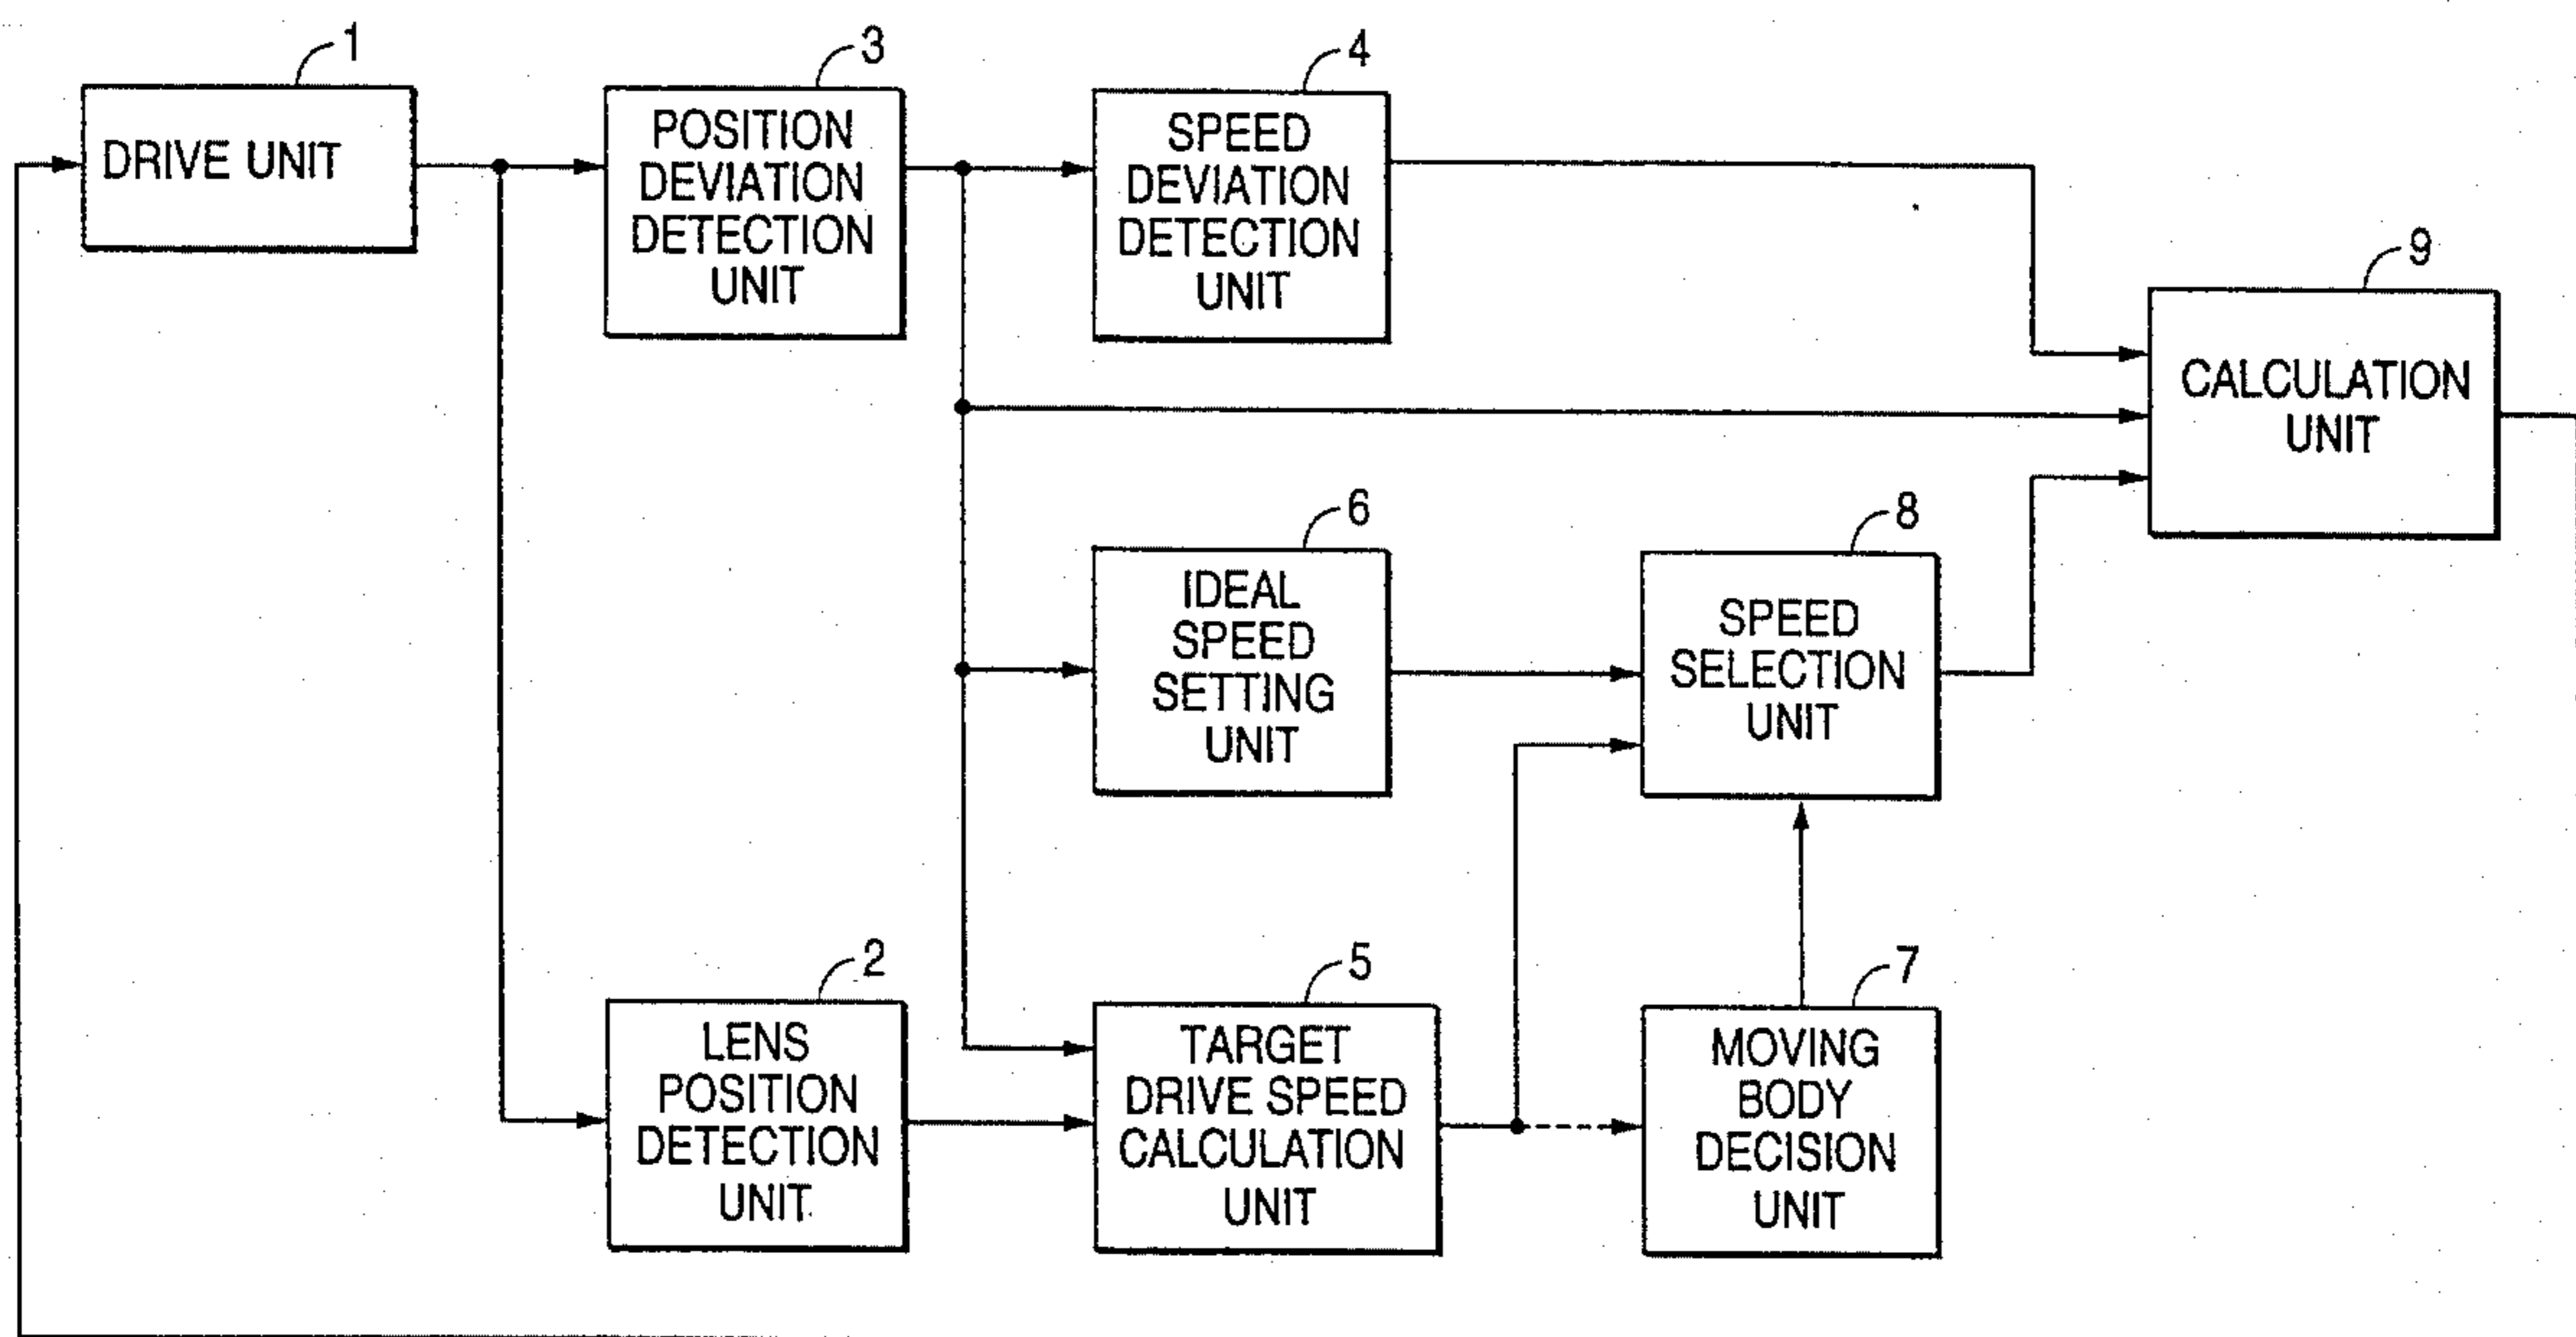 1
DRIVE UNIT
3
POSITION
DEVIATION
DETECTION
UNIT
4
SPEED
DEVIATION
DETECTION
UNIT
9
CALCULATION
UNIT
6
IDEAL
SPEED
SETTING
UNIT
8
SPEED
SELECTION
UNIT
2
LENS
POSITION
DETECTION
UNIT
5
TARGET
DRIVE SPEED
CALCULATION
UNIT
7
MOVING
BODY
DECISION
UNIT